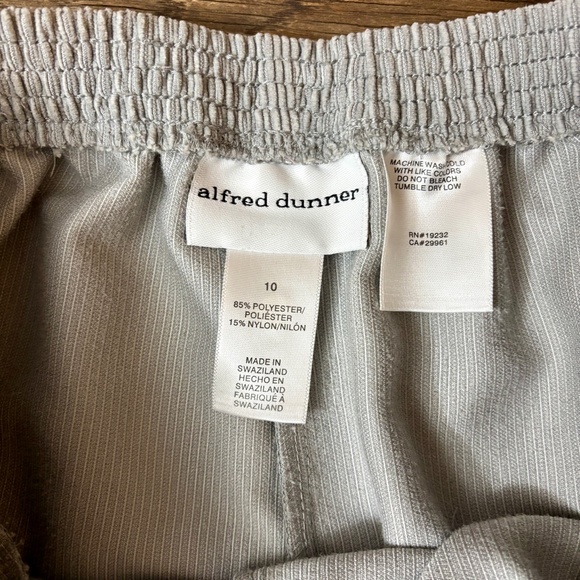 alfred dunner
10
85% POLYESTER/
POLIÉSTER
15% NYLON/NILÓN
MADE IN
SWAZILAND
HECHO EN
SWAZILAND
FABRIQUÉ À
SWAZILAND
MACHINE WASH COLD
WITH LIKE COLORS
DO NOT BLEACH
TUMBLE DRY LOW
RN#19232
CA#29961